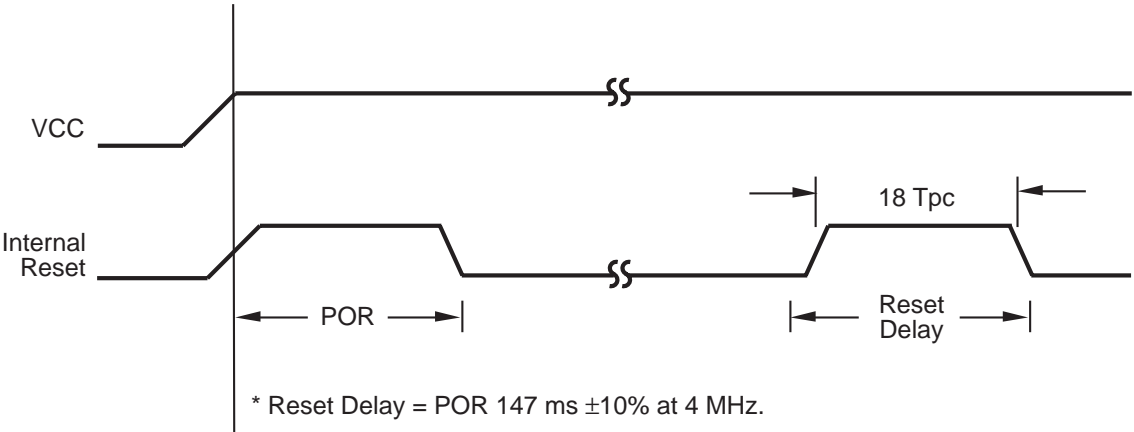 VCC
18 Tpc
Internal
Reset
POR
Reset
Delay
* Reset Delay = POR 147 ms ±10% at 4 MHz.